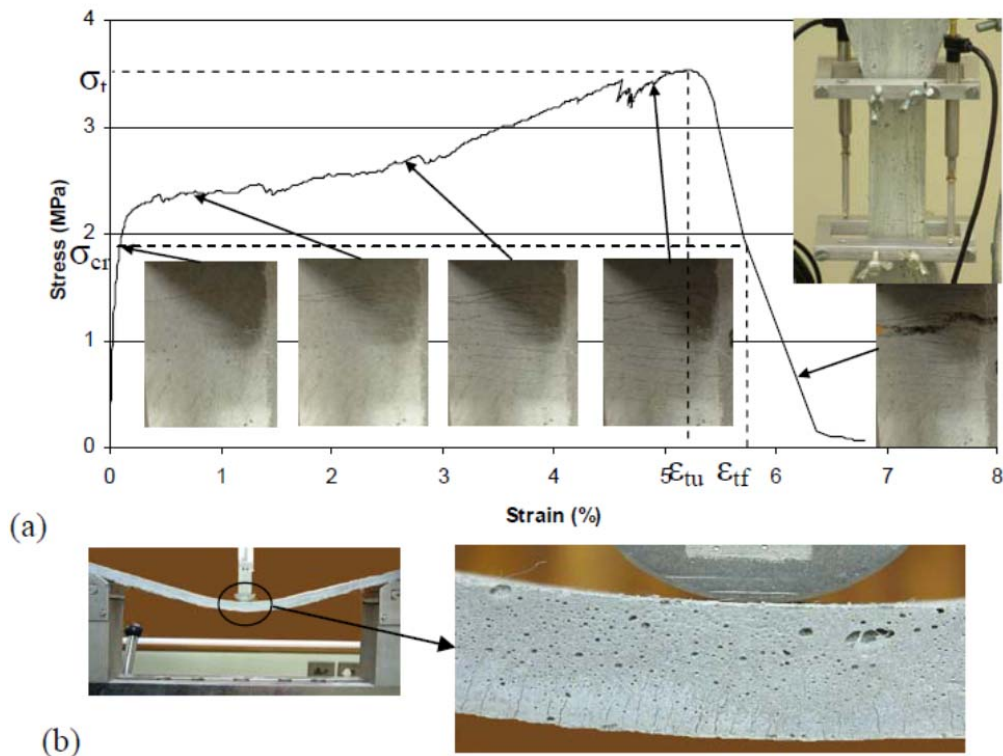 4
σt
3
Stress (MPa)
2
σcr
1
0
0 1 2 3 4 5 εtu εtf 6 7 8
Strain (%)
(a)
(b)